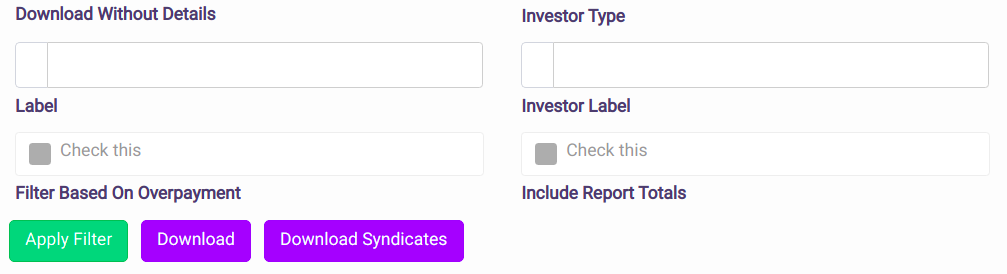 Download Without Details
Investor Type
Label
Investor Label
Check this
Check this
Filter Based On Overpayment
Include Report Totals
Apply Filter
Download
Download Syndicates